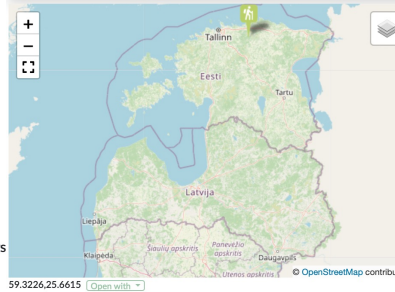 +
−
Tallinn
Eesti
Tartu
Latvija
Liepāja
Šiaulių apskritis
Panevėžio apskritis
Klaipėda
Daugavpils
Utenos apskritis
s
© OpenStreetMap contribu
59.3226,25.6615 Open with